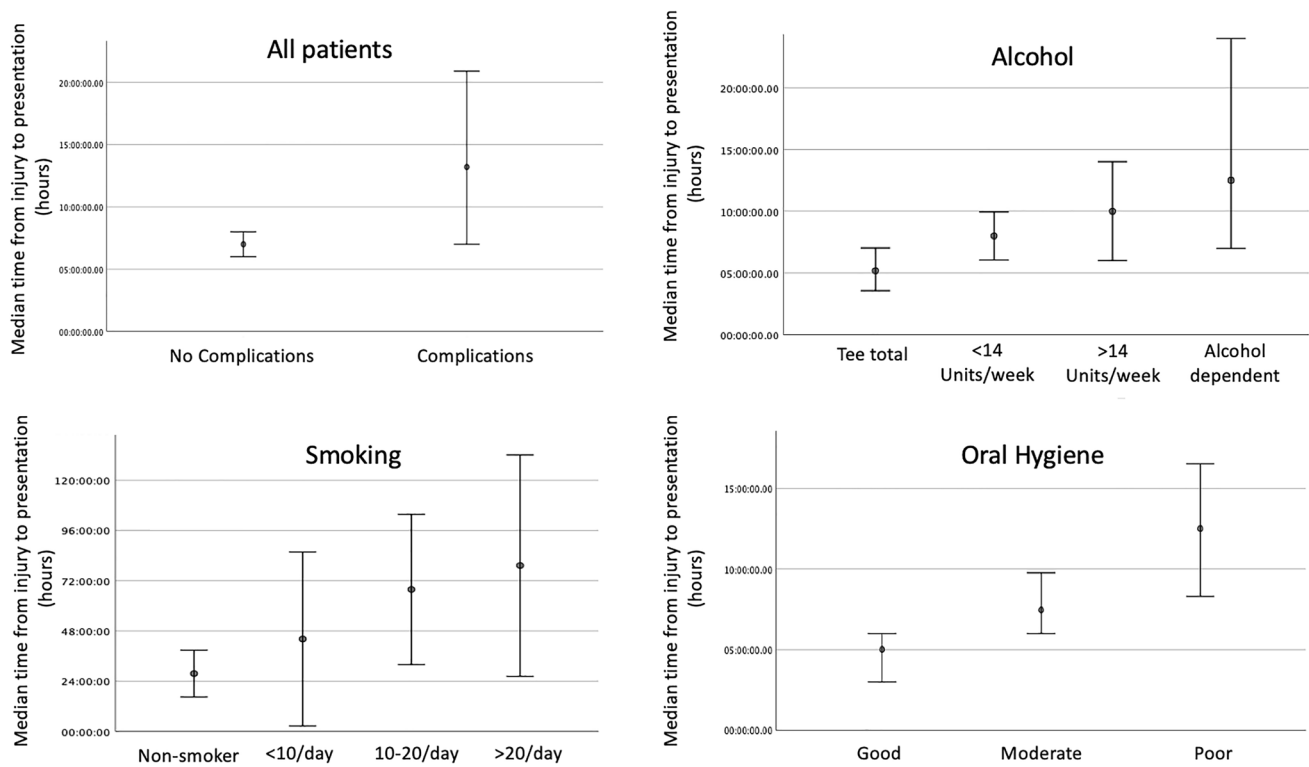 All patients
Median time from injury to presentation
(hours)
20:00:00.00
15:00:00.00
10:00:00.00
05:00:00.00
00:00:00.00
No Complications
Complications
Alcohol
Median time from injury to presentation
(hours)
20:00:00.00
15:00:00.00
10:00:00.00
05:00:00.00
00:00:00.00
Tee total
<14
Units/week
>14
Units/week
Alcohol
dependent
Smoking
Median time from injury to presentation
(hours)
120:00:00
96:00:00
72:00:00
48:00:00
24:00:00
00:00:00
Non-smoker
<10/day
10-20/day
>20/day
Oral Hygiene
Median time from injury to presentation
(hours)
15:00:00.00
10:00:00.00
05:00:00.00
00:00:00.00
Good
Moderate
Poor